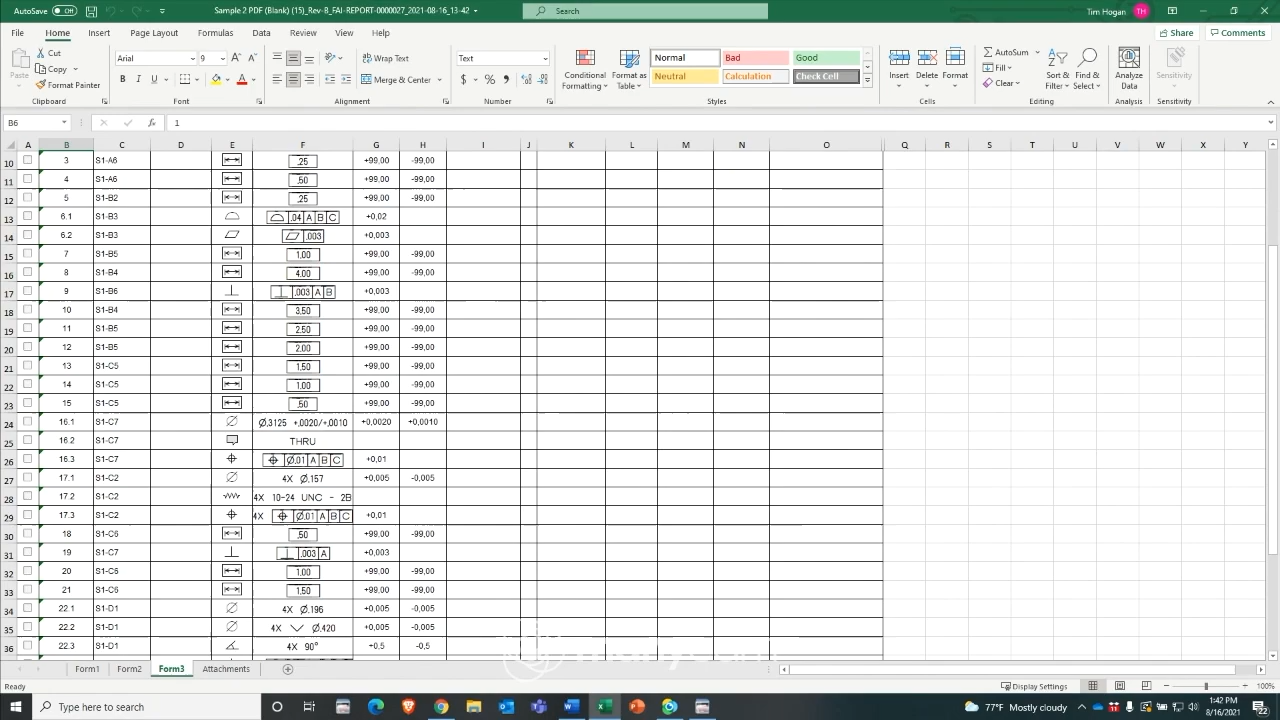 AutoSave Off Sample 2 PDF (Blank) (15)_Rev-B_FAI-REPORT-0000027_2021-08-16_13-42 Search Tim Hogan TH
File Home Insert Page Layout Formulas Data Review View Help Share Comments
Paste Cut Copy Format Painter Clipboard
Arial 9 A A B I U A Font
Wrap Text Merge & Center Alignment
Text $ % , Number
Conditional Formatting Format as Table Normal Bad Good Neutral Calculation Check Cell Styles
Insert Delete Format Cells
AutoSum Fill Clear Sort & Filter Find & Select Editing
Analyze Data Analysis
Sensitivity Sensitivity
B6 fx 1
A B C D E F G H I J K L M N O Q R S T U V W X Y
10 3 S1-A6 .25 +99,00 -99,00
11 4 S1-A6 .50 +99,00 -99,00
12 5 S1-B2 .25 +99,00 -99,00
13 6.1 S1-B3 .04 A B C +0,02
14 6.2 S1-B3 .003 +0,003
15 7 S1-B5 1.00 +99,00 -99,00
16 8 S1-B4 4.00 +99,00 -99,00
17 9 S1-B6 ⊥ .003 A B +0,003
18 10 S1-B4 3.50 +99,00 -99,00
19 11 S1-B5 2.50 +99,00 -99,00
20 12 S1-B5 2.00 +99,00 -99,00
21 13 S1-C5 1.50 +99,00 -99,00
22 14 S1-C5 1.00 +99,00 -99,00
23 15 S1-C5 .50 +99,00 -99,00
24 16.1 S1-C7 Ø.3125 +.0020/+.0010 +0,0020 +0,0010
25 16.2 S1-C7 THRU
26 16.3 S1-C7 ⌖ Ø.01 A B C +0,01
27 17.1 S1-C2 4X Ø.157 +0,005 -0,005
28 17.2 S1-C2 4X 10-24 UNC - 2B
29 17.3 S1-C2 4X ⌖ Ø.01 A B C +0,01
30 18 S1-C6 .50 +99,00 -99,00
31 19 S1-C7 ⊥ .003 A +0,003
32 20 S1-C6 1.00 +99,00 -99,00
33 21 S1-C6 1.50 +99,00 -99,00
34 22.1 S1-D1 4X Ø.196 +0,005 -0,005
35 22.2 S1-D1 4X ⌵ Ø.420 +0,005 -0,005
36 22.3 S1-D1 4X 90° +0,5 -0,5
Form1 Form2 Form3 Attachments
Ready Display Settings 100%
Type here to search 77°F Mostly cloudy 1:42 PM
8/16/2021 22